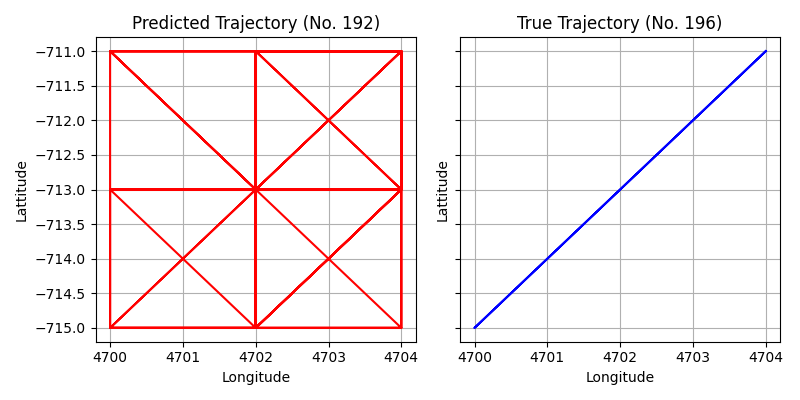 Predicted Trajectory (No. 192)
True Trajectory (No. 196)
−711.0
−711.5
−712.0
−712.5
−713.0
−713.5
−714.0
−714.5
−715.0
Lattitude
Lattitude
4700 4701 4702 4703 4704
4700 4701 4702 4703 4704
Longitude
Longitude